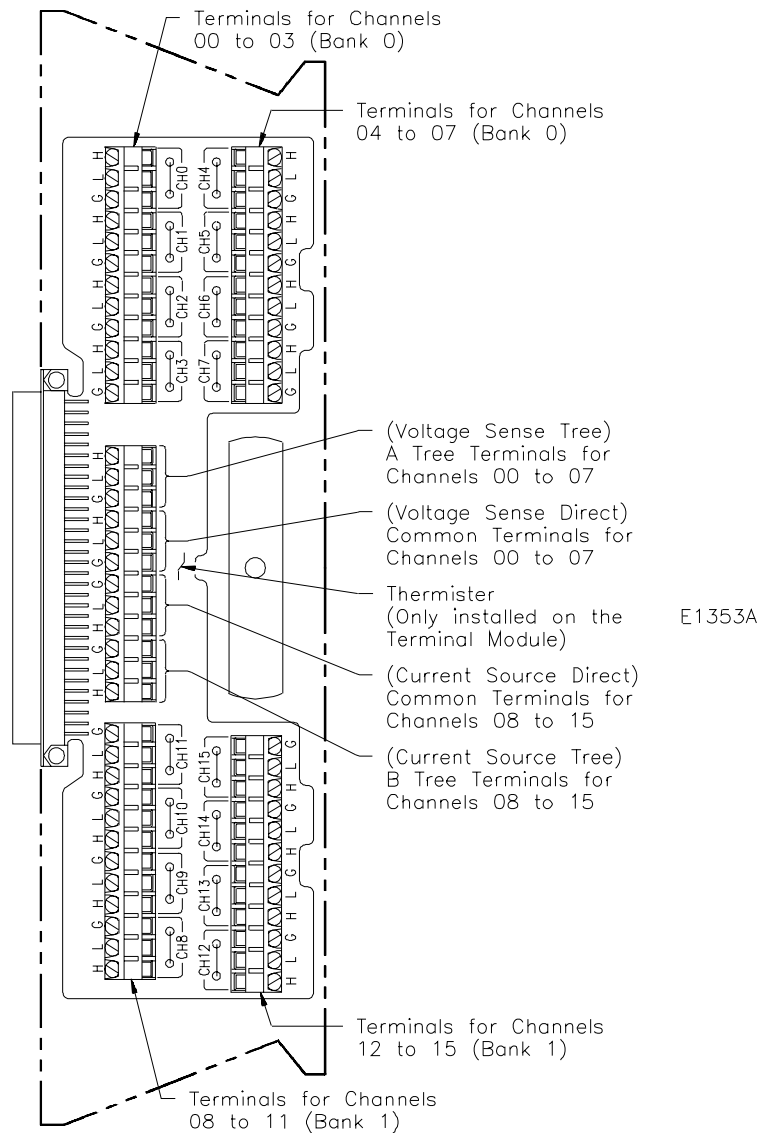 Terminals for Channels
00 to 03 (Bank 0)
Terminals for Channels
04 to 07 (Bank 0)
H
L
G
H
L
G
H
L
G
H
L
G
CH0
CH1
CH2
CH3
CH4
CH5
CH6
CH7
H
L
G
H
L
G
H
L
G
H
L
G
(Voltage Sense Tree)
A Tree Terminals for
Channels 00 to 07
(Voltage Sense Direct)
Common Terminals for
Channels 00 to 07
Thermister
(Only installed on the E1353A
Terminal Module)
(Current Source Direct)
Common Terminals for
Channels 08 to 15
(Current Source Tree)
B Tree Terminals for
Channels 08 to 15
H
L
G
H
L
G
G
L
H
G
L
H
G
L
H
G
L
H
G
L
H
G
L
H
CH11
CH10
CH9
CH8
CH15
CH14
CH13
CH12
G
L
H
G
L
H
G
L
H
G
L
H
Terminals for Channels
12 to 15 (Bank 1)
Terminals for Channels
08 to 11 (Bank 1)